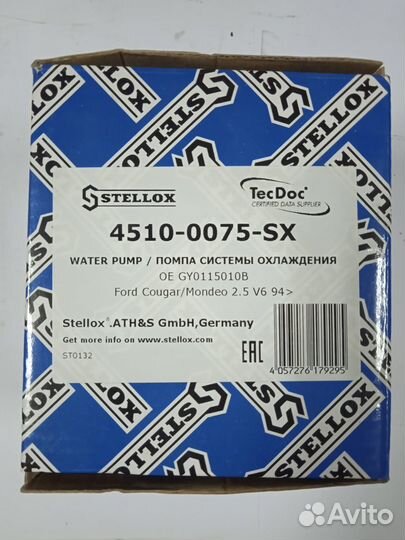 STELLOX
STELLOX
TecDoc®
CERTIFIED DATA SUPPLIER
4510-0075-SX
WATER PUMP / ПОМПА СИСТЕМЫ ОХЛАЖДЕНИЯ
OE GY0115010B
Ford Cougar/Mondeo 2.5 V6 94>
Stellox®.ATH&S GmbH,Germany
Get more info on www.stellox.com
ST0132
EAC
4 057276 179295
STELLOX
Avito